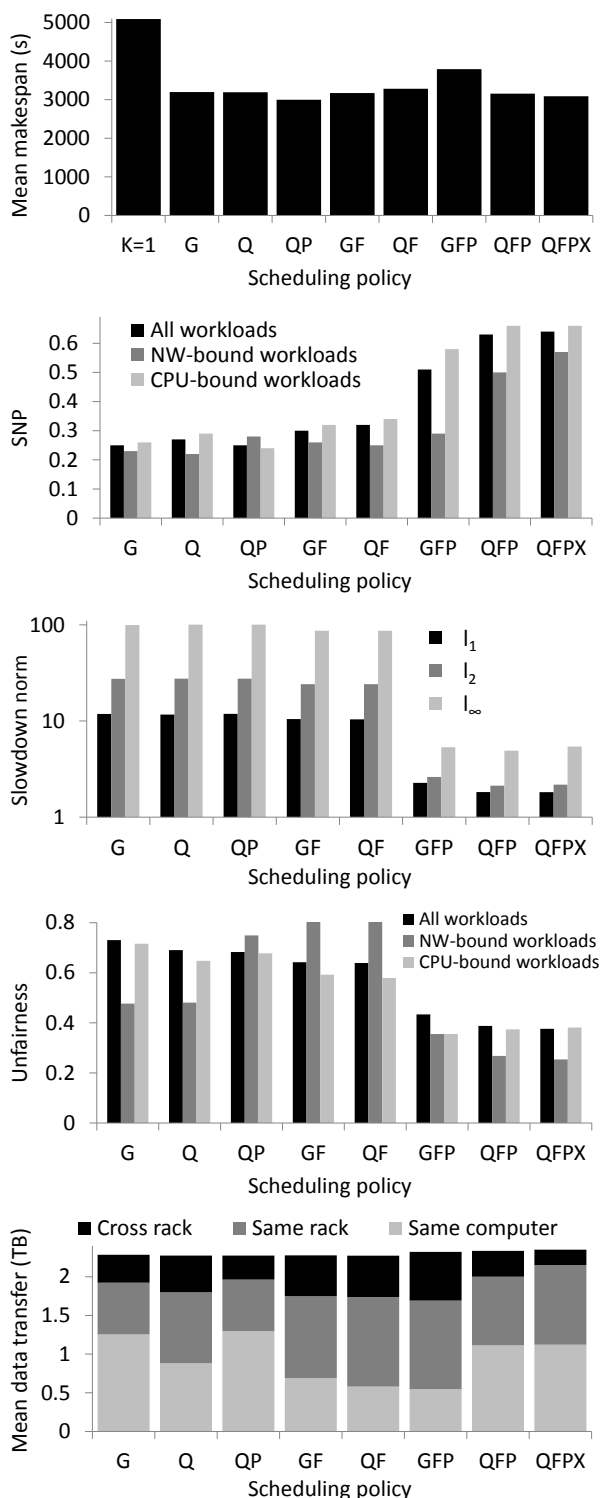 Mean makespan (s)
5000
4000
3000
2000
1000
0
K=1 G Q QP GF QF GFP QFP QFPX
Scheduling policy
SNP
0.6
0.5
0.4
0.3
0.2
0.1
0
All workloads
NW-bound workloads
CPU-bound workloads
G Q QP GF QF GFP QFP QFPX
Scheduling policy
Slowdown norm
100
10
1
l₁
l₂
l∞
G Q QP GF QF GFP QFP QFPX
Scheduling policy
Unfairness
0.8
0.6
0.4
0.2
0
All workloads
NW-bound workloads
CPU-bound workloads
G Q QP GF QF GFP QFP QFPX
Scheduling policy
Mean data transfer (TB)
Cross rack Same rack Same computer
2
1.5
1
0.5
0
G Q QP GF QF GFP QFP QFPX
Scheduling policy